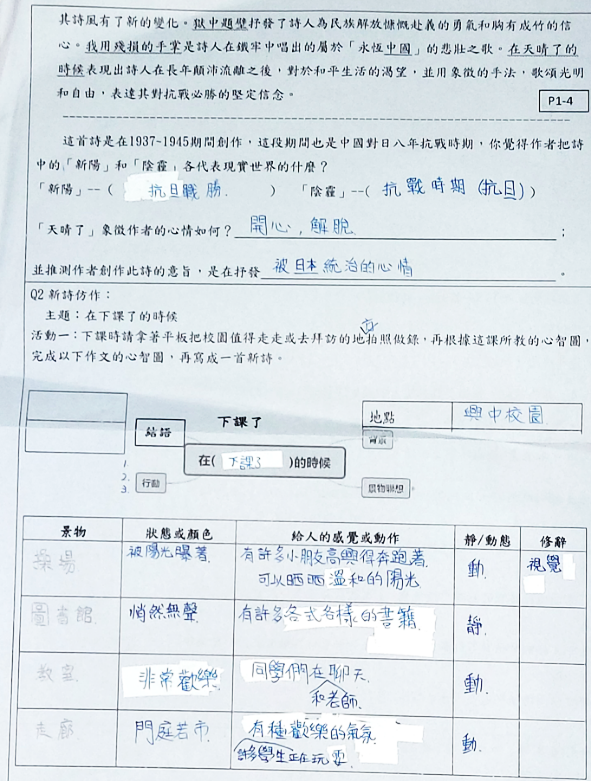 其詩風有了新的變化。獄中題壁抒發了詩人為民族解放慷慨赴義的勇氣和胸有成竹的信
心。我用殘損的手掌是詩人在鐵牢中唱出的屬於「永恆中國」的悲壯之歌。在天晴了的
時候表現出詩人在長年顛沛流離之後，對於和平生活的渴望，並用象徵的手法，歌頌光明
和自由，表達其對抗戰必勝的堅定信念。
P1-4
這首詩是在1937~1945期間創作，這段期間也是中國對日八年抗戰時期，你覺得作者把詩
中的「新陽」和「陰霾」各代表現實世界的什麼？
「新陽」--（ 抗日戰勝. ） 「陰霾」--( 抗戰時期 (抗日) )
「天晴了」象徵作者的心情如何？ 開心，解脫 ；
並推測作者創作此詩的意旨，是在抒發 被日本統治的心情 。
Q2 新詩仿作：
主題：在下課了的時候
活動一：下課時請拿著平板把校園值得走走或去拜訪的地方拍照做錄，再根據這課所教的心智圖，
完成以下作文的心智圖，再寫成一首新詩。
下課了
地點 興中校園
結語
背景
在( 下課了 )的時候
1.
2. 行動
3.
景物聯想
景物 狀態或顏色 給人的感覺或動作 靜/動態 修辭
操場 被陽光曝著 有許多小朋友高興得奔跑著. 動. 視覺
可以晒晒溫和的陽光
圖書館 悄然無聲 有許多各式各樣的書籍. 靜.
教室 非常歡樂 同學們在聊天. 動.
和老師.
走廊 門庭若市. 有種歡樂的氣氛 動.
許多學生正在玩耍.